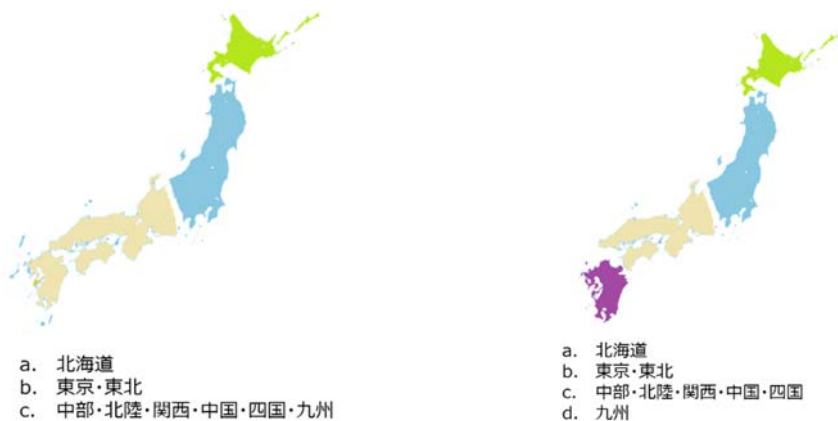 a. 北海道
b. 東京・東北
c. 中部・北陸・関西・中国・四国・九州
a. 北海道
b. 東京・東北
c. 中部・北陸・関西・中国・四国
d. 九州